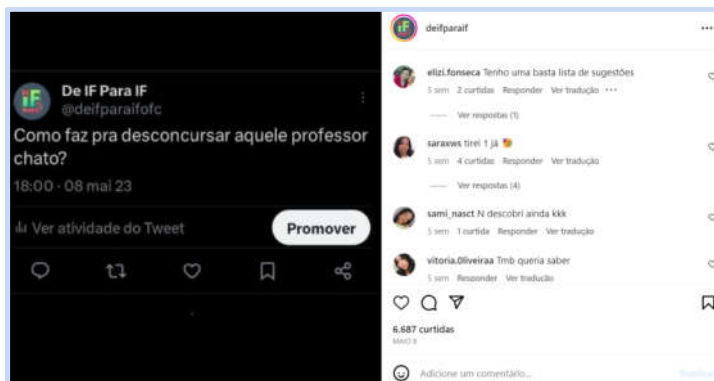 De IF Para IF
@deifparaifofc
Como faz pra desconcursar aquele professor
chato?
18:00 · 08 mai 23
Ver atividade do Tweet
Promover
deifparaif
elizi.fonseca Tenho uma basta lista de sugestões
5 sem 2 curtidas Responder Ver tradução
Ver respostas (1)
saraxws tirei 1 já
5 sem 4 curtidas Responder Ver tradução
Ver respostas (4)
sami_nasct N descobri ainda kkk
5 sem 1 curtida Responder Ver tradução
vitoria.0liveiraa Tmb queria saber
5 sem Responder Ver tradução
6.687 curtidas
MAIO 8
Adicione um comentário...